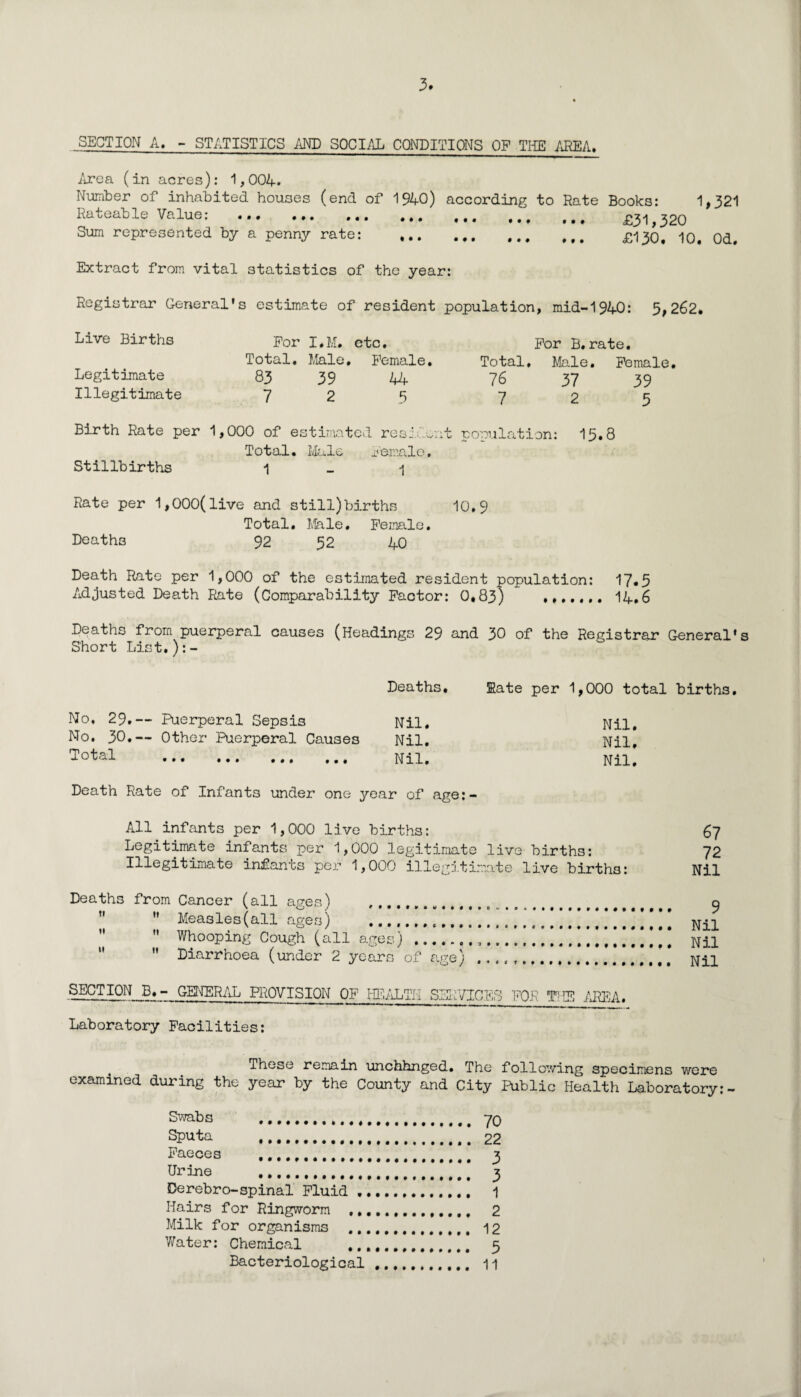 3.
SECTION A. - STATISTICS AND SOCIAL CONDITIONS OF THE AREA.
Area (in acres): 1,004.
Number of inhabited houses (end of 1940) according to Rate Books: 1,321
Rateable Value: ... ... ... ... ... ... ... £31,320
Sum represented by a penny rate: ... ... ... ... £130. 10. 0d.
Extract from vital statistics of the year:
Registrar General's estimate of resident population, mid-1940: 5,262.
Live Births For I.M. etc. For B.rate.
Total. Male. Female. Total. Male. Female.
Legitimate 83 39 44 76 37 39
Illegitimate 7 2 5 7 2 5
Birth Rate per 1,000 of estimated resident population: 15.8
Total. Male Female.
Stillbirths 1 - 1
Rate per 1,000(live and still)births 10.9
Total. Male. Female.
Deaths 92 52 40
Death Rate per 1,000 of the estimated resident population: 17.5
Adjusted Death Rate (Comparability Factor: 0.83) ....... 14.6
Deaths from puerperal causes (Headings 29 and 30 of the Registrar General's
Short List.):-
Deaths. Rate per 1,000 total births.
No. 29.-- Puerperal Sepsis Nil. Nil.
No. 30.-- Other Puerperal Causes Nil. Nil.
Total ... ... ... ... Nil. Nil.
Death Rate of Infants under one year of age:-
All infants per 1,000 live births: 67
Legitimate infants per 1,000 legitimate live births: 72
Illegitimate infants per 1,000 illegitimate live births: Nil
Deaths from Cancer (all ages) .................................. 9
" " Measles(all ages) .................................. Nil
" " Whooping Cough (all ages) ............................. Nil
" " Diarrhoea (under 2 years of age) ...................... Nil
SECTION B.- GENERAL PROVISION OF HEALTH SERVICES FOR THE AREA.
Laboratory Facilities:
These remain unchhnged. The following specimens were
examined during the year by the County and City Public Health Laboratory:-
Swabs ........................ 70
Sputa ........................ 22
Faeces ........................ 3
Urine ........................ 3
Cerebro-spinal Fluid ............. 1
Hairs for Ringworm .............. 2
Milk for organisms .............. 12
Water: Chemical .............. 5
Bacteriological ........... 11